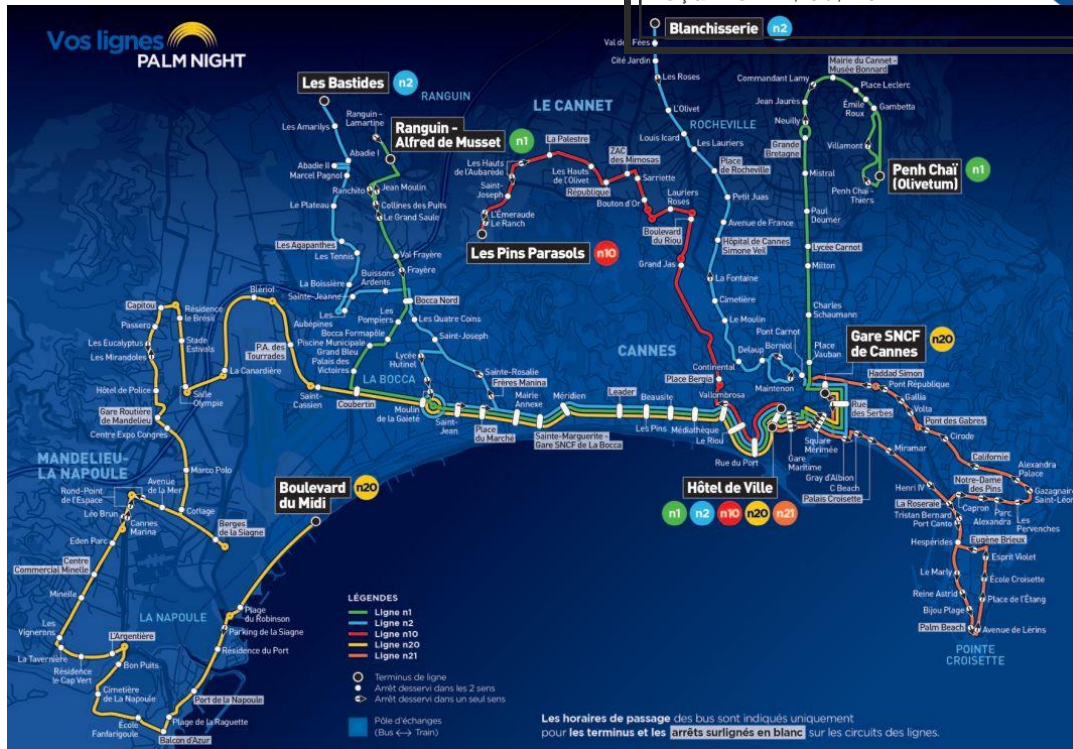 Vos lignes
PALM NIGHT
Les Bastides n2
RANGUIN
Les Amarilys
Ranguin -
Lamartine
Ranguin -
Alfred de Musset n1
Abadie I
Abadie II
Marcel Pagnol
Ranchito
Jean Moulin
Collines des Puits
Le Grand Saule
Le Plateau
Les Agapanthes
Les Tennis
Val Frayère
Frayère
Buissons
Ardents
La Boissière
Sainte-Jeanne
Les
Aubépines
Bocca Nord
Les
Pompiers
Les Quatre Coins
Bocca Formapôle
Piscine Municipale
Grand Bleu
Palais des
Victoires
Saint-Joseph
Lycée
Hutinel
Sainte-Rosalie
Frères Manina
LA BOCCA
LE CANNET
Les Hauts
de l'Aubarède
La Palestre
Saint-
Joseph
Les Hauts
de l'Olivet
République
ZAC
des Mimosas
Sarriette
Bouton d'Or
Lauriers
Roses
Boulevard
du Riou
L'Émeraude
Le Ranch
Les Pins Parasols n10
Grand Jas
Blanchisserie n2
Val des Fées
Cité Jardin
Les Roses
L'Olivet
ROCHEVILLE
Louis Icard
Les Lauriers
Place
de Rocheville
Petit Juas
Avenue de France
Hôpital de Cannes
Simone Veil
La Fontaine
Cimetière
Le Moulin
Pont Carnot
Delaup
Borniol
Maintenon
Continental
Place Bergia
Vallombrosa
Mairie du Cannet -
Musée Bonnard
Commandant Lamy
Place Leclerc
Jean Jaurès
Émile
Roux
Gambetta
Neuilly
Grande
Bretagne
Villamont
Penh Chaï
(Olivetum) n1
Penh Chaï -
Thiers
Mistral
Paul
Doumer
Lycée Carnot
Milton
Charles
Schaumann
Place
Vauban
Gare SNCF
de Cannes n20
CANNES
Haddad Simon
Pont République
Gallia
Volta
Pont des Gabres
Cirode
Californie
Alexandra
Palace
Notre-Dame
des Pins
Gazagnaire
Saint-Léon
Capron
Parc
Alexandra
Les
Pervenches
Miramar
Henri IV
La Roseraie
Tristan Bernard
Port Canto
Hespérides
Eugène Brieux
Esprit Violet
Le Marly
École Croisette
Reine Astrid
Place de l'Étang
Bijou Plage
Palm Beach
Avenue de Lérins
POINTE
CROISETTE
Rue
des Serbes
Square
Mérimée
Gare
Maritime
Gray d'Albion
C Beach
Palais Croisette
Hôtel de Ville
n1 n2 n10 n20 n21
Rue du Port
Le Riou
Médiathèque
Les Pins
Beausite
Leader
Méridien
Sainte-Marguerite -
Gare SNCF de La Bocca
Mairie
Annexe
Place
du Marché
Saint-
Jean
Moulin
de la Gaieté
Coubertin
Saint-
Cassien
P.A. des
Tourrades
Blériol
La Canardière
Salle
Olympie
Stade
Estivals
Résidence
le Brésil
Capitou
Passero
Les Eucalyptus
Les Mirandoles
Hôtel de Police
Gare Routière
de Mandelieu
Centre Expo Congrès
MANDELIEU-
LA NAPOULE
Marco Polo
Avenue
de la Mer
Rond-Point
de l'Espace
Léo Brun
Cannes
Marina
Cottage
Berges
de la Siagne
Eden Parc
Centre
Commercial Minelle
Minelle
Les
Vignerons
La Tavernière
L'Argentière
Bon Puits
Résidence
le Cap Vert
Cimetière
de La Napoule
École
Fanfarigoule
Balcon d'Azur
Plage de la Raguette
Port de la Napoule
Résidence du Port
Parking de la Siagne
Plage
du Robinson
LA NAPOULE
Boulevard
du Midi n20
LÉGENDES
Ligne n1
Ligne n2
Ligne n10
Ligne n20
Ligne n21
Terminus de ligne
Arrêt desservi dans les 2 sens
Arrêt desservi dans un seul sens
Pôle d'échanges
(Bus ↔ Train)
Les horaires de passage des bus sont indiqués uniquement
pour les terminus et les arrêts surlignés en blanc sur les circuits des lignes.